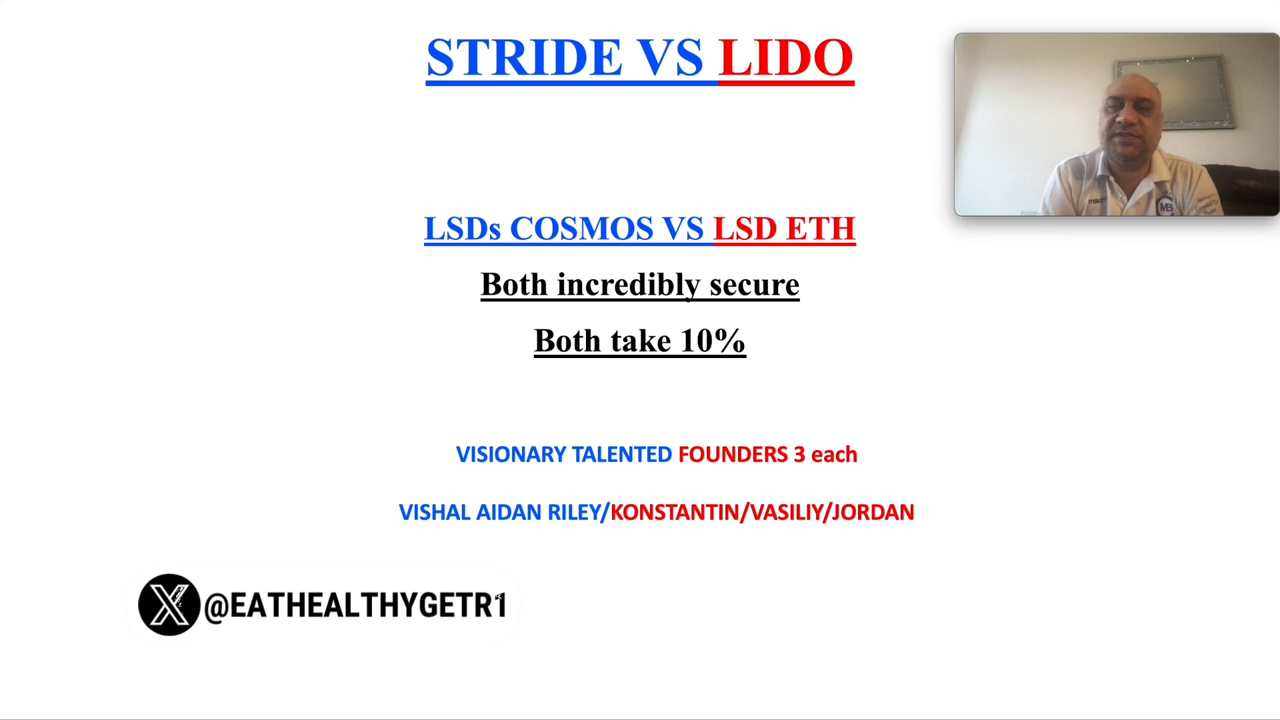 STRIDE VS LIDO
LSDs COSMOS VS LSD ETH
Both incredibly secure
Both take 10%
VISIONARY TALENTED FOUNDERS 3 each
VISHAL AIDAN RILEY/KONSTANTIN/VASILIY/JORDAN
@EATHEALTHYGETR1
MB